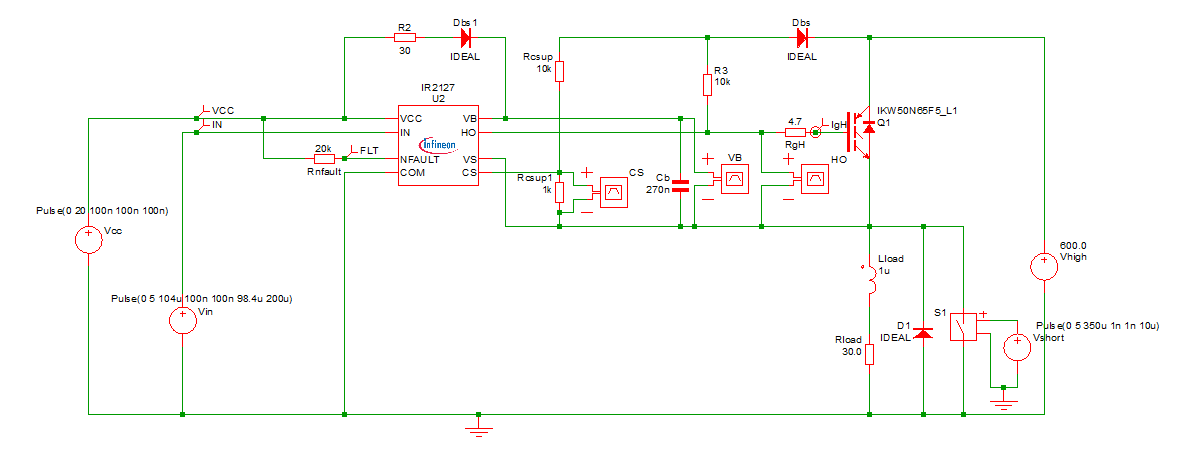 R2
30
Dbs1
IDEAL
Rcsup
10k
Dbs
IDEAL
R3
10k
IR2127
U2
VCC
IN
VCC
IN
NFAULT
COM
VB
HO
VS
CS
infineon
4.7
RgH
IgH
IKW50N65F5_L1
Q1
20k
Rnfault
FLT
Rcsup1
1k
CS
Cb
270n
VB
HO
Pulse(0 20 100n 100n 100n)
Vcc
600.0
Vhigh
Lload
1u
Pulse(0 5 104u 100n 100n 98.4u 200u)
Vin
D1
IDEAL
S1
Pulse(0 5 350u 1n 1n 10u)
Vshort
Rload
30.0